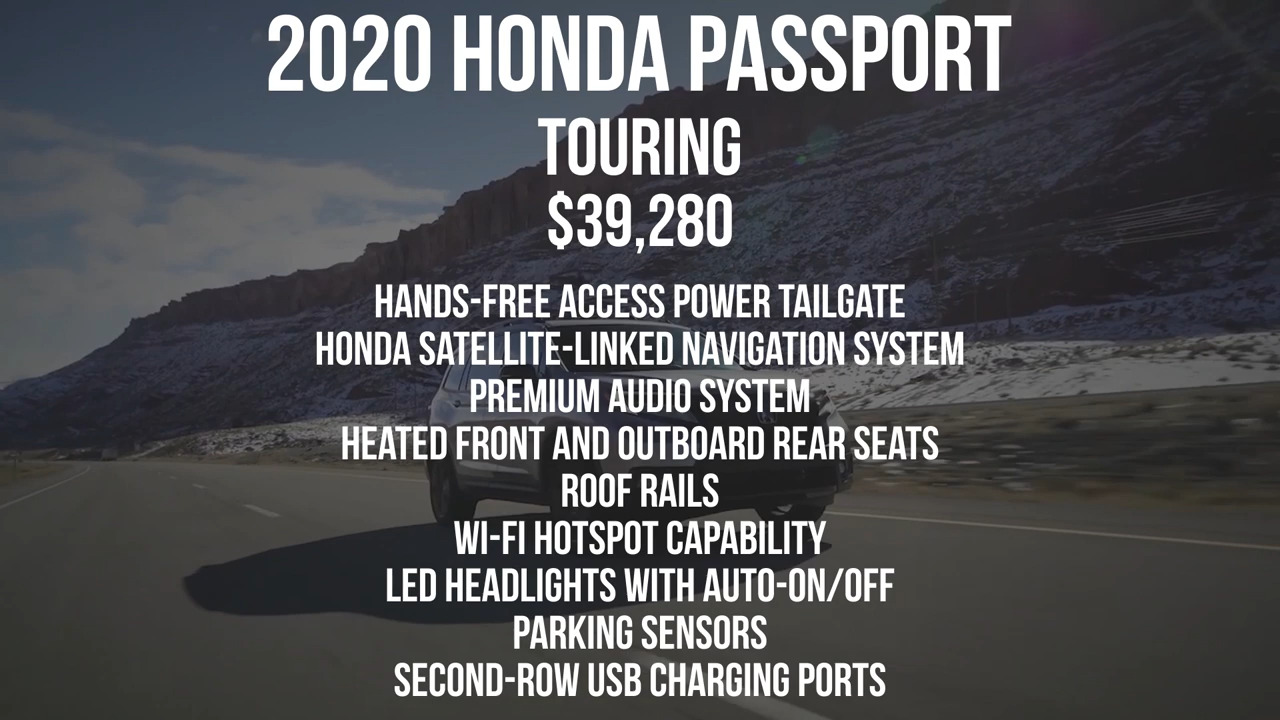 2020 HONDA PASSPORT
TOURING
$39,280
HANDS-FREE ACCESS POWER TAILGATE
HONDA SATELLITE-LINKED NAVIGATION SYSTEM
PREMIUM AUDIO SYSTEM
HEATED FRONT AND OUTBOARD REAR SEATS
ROOF RAILS
WI-FI HOTSPOT CAPABILITY
LED HEADLIGHTS WITH AUTO-ON/OFF
PARKING SENSORS
SECOND-ROW USB CHARGING PORTS